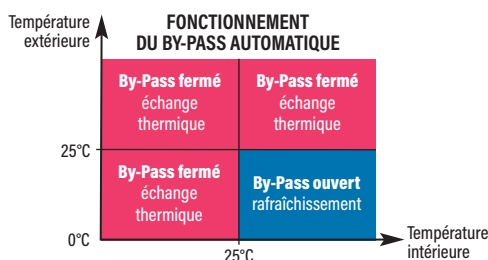 Température
extérieure
FONCTIONNEMENT
DU BY-PASS AUTOMATIQUE
By-Pass fermé
échange
thermique
By-Pass fermé
échange
thermique
25°C
By-Pass fermé
échange
thermique
By-Pass ouvert
rafraîchissement
0°C
25°C
Température
intérieure